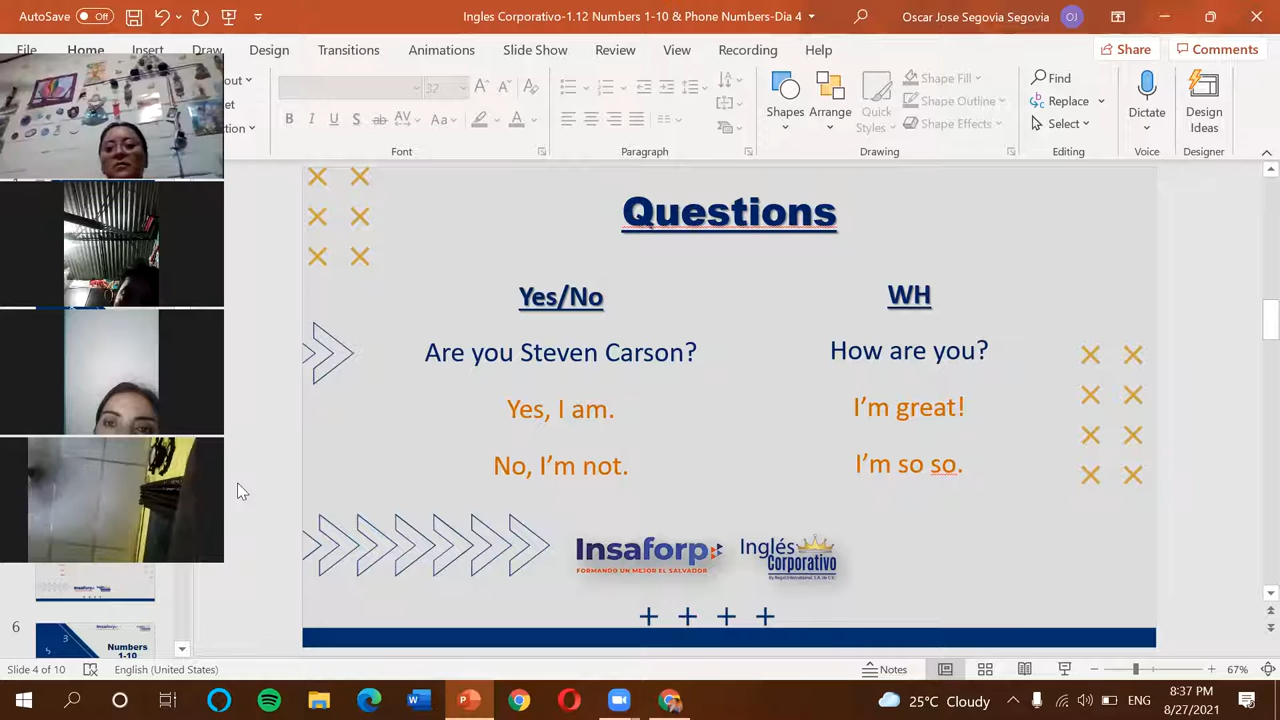 AutoSave Off Ingles Corporativo-1.12 Numbers 1-10 & Phone Numbers-Dia 4 Oscar Jose Segovia Segovia OJ
File Home Insert Draw Design Transitions Animations Slide Show Review View Recording Help Share Comments
Shapes Arrange Quick Styles Shape Fill Shape Outline Shape Effects
Find
Replace
Select
Dictate Design Ideas
Font Paragraph Drawing Editing Voice Designer
Questions
Yes/No
Are you Steven Carson?
Yes, I am.
No, I'm not.
WH
How are you?
I'm great!
I'm so so.
Insaforp
FORMANDO UN MEJOR EL SALVADOR
Inglés
Corporativo
6
Numbers
1-10
Slide 4 of 10 English (United States) Notes 67%
25°C Cloudy ENG 8:37 PM
8/27/2021